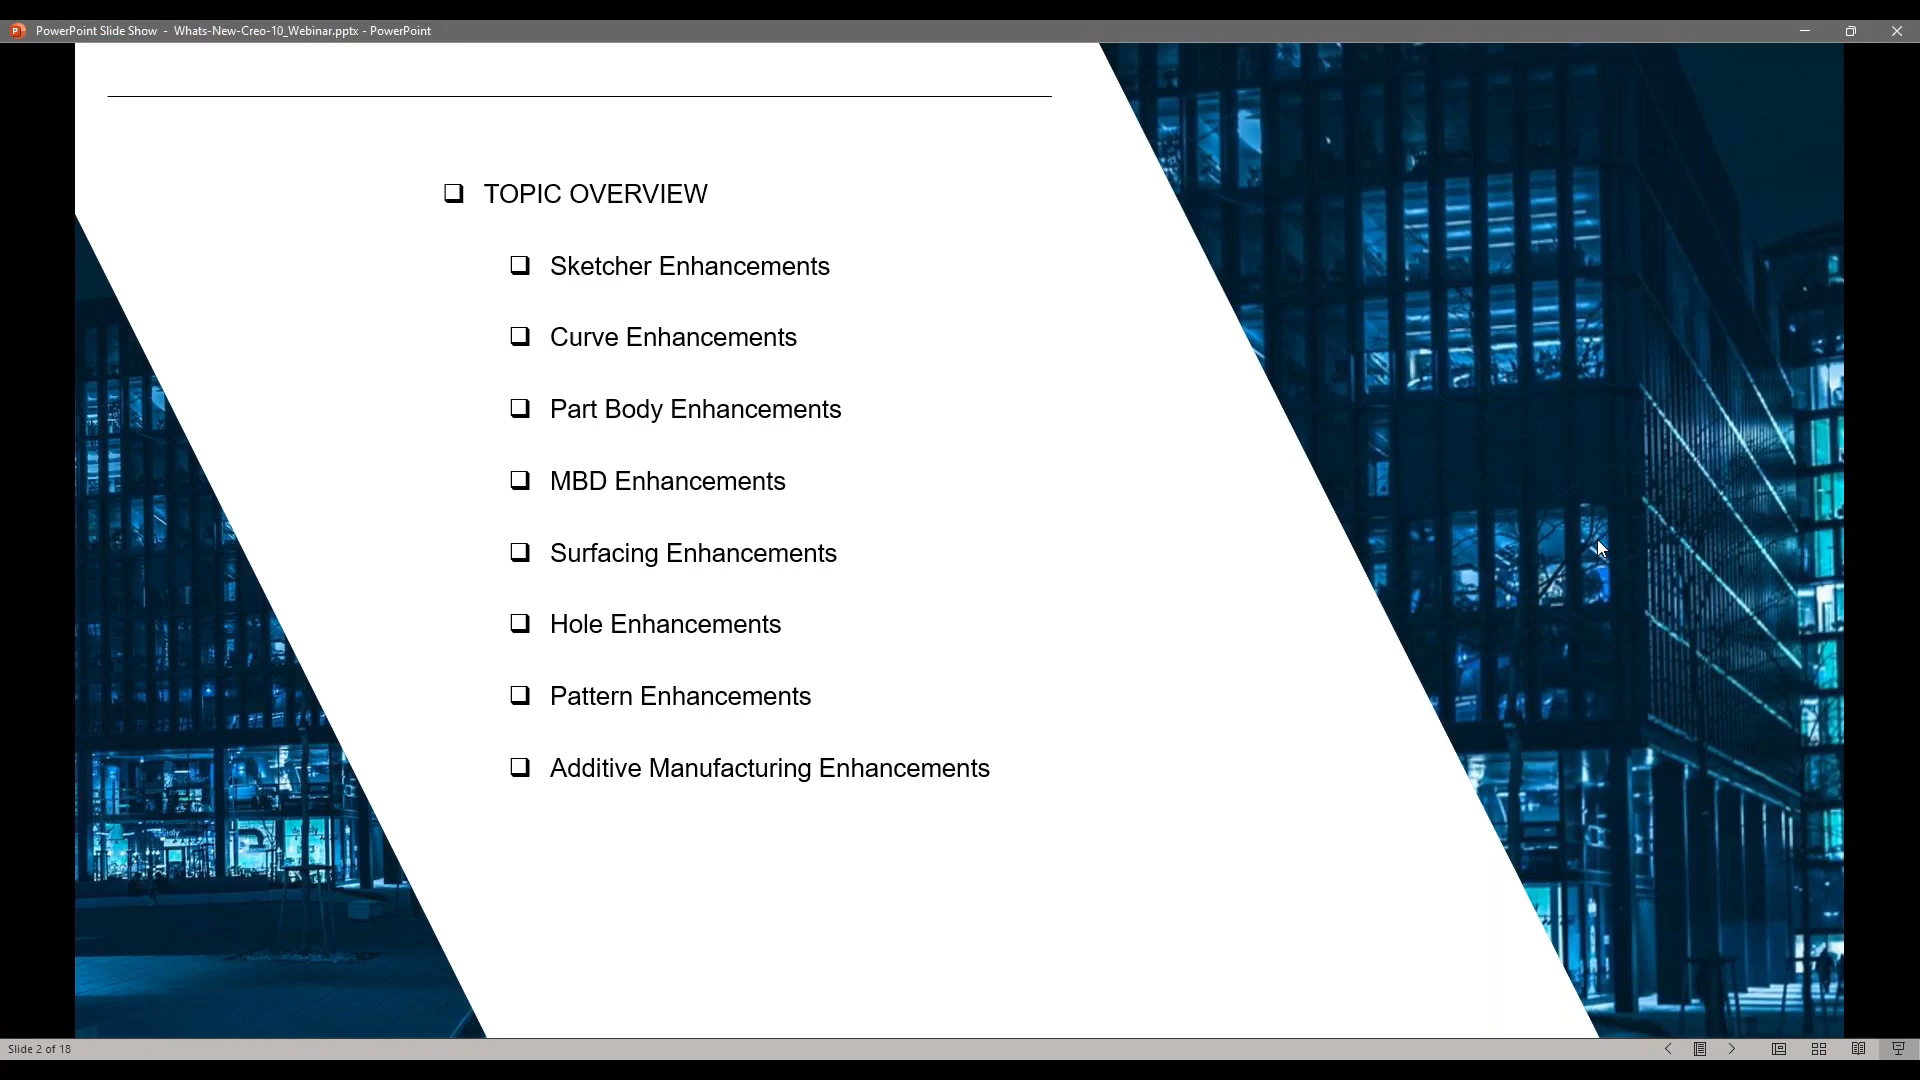 PowerPoint Slide Show - Whats-New-Creo-10_Webinar.pptx - PowerPoint
TOPIC OVERVIEW
Sketcher Enhancements
Curve Enhancements
Part Body Enhancements
MBD Enhancements
Surfacing Enhancements
Hole Enhancements
Pattern Enhancements
Additive Manufacturing Enhancements
Slide 2 of 18